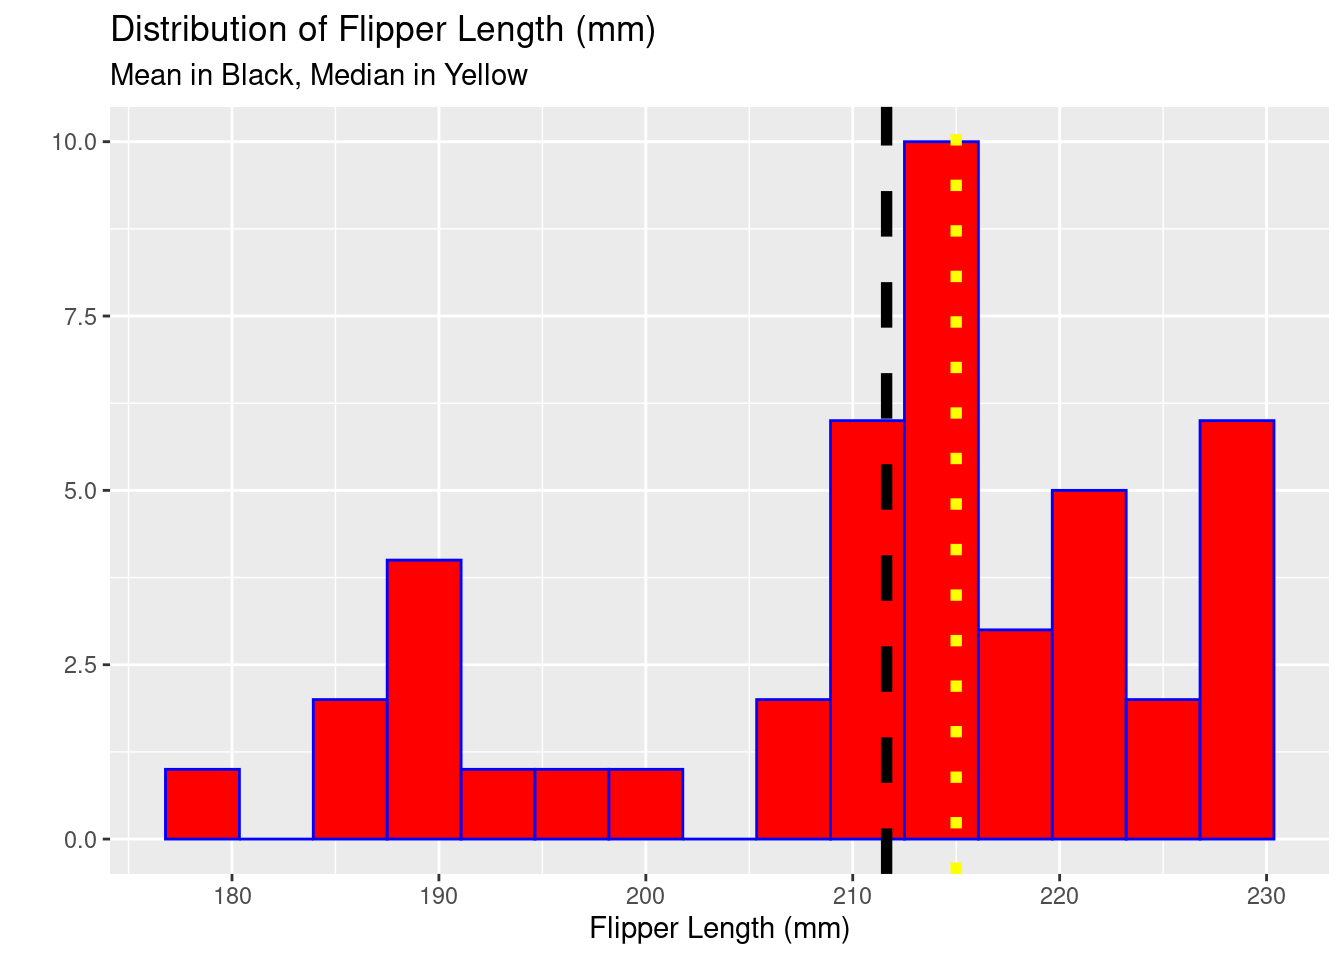 Distribution of Flipper Length (mm)
Mean in Black, Median in Yellow
10.0
7.5
5.0
2.5
0.0
180 190 200 210 220 230
Flipper Length (mm)